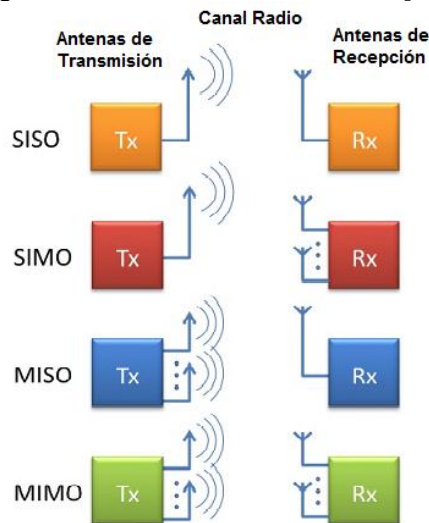 Canal Radio
Antenas de
Transmisión
Antenas de
Recepción
SISO
Tx
Rx
SIMO
Tx
Rx
MISO
Tx
Rx
MIMO
Tx
Rx